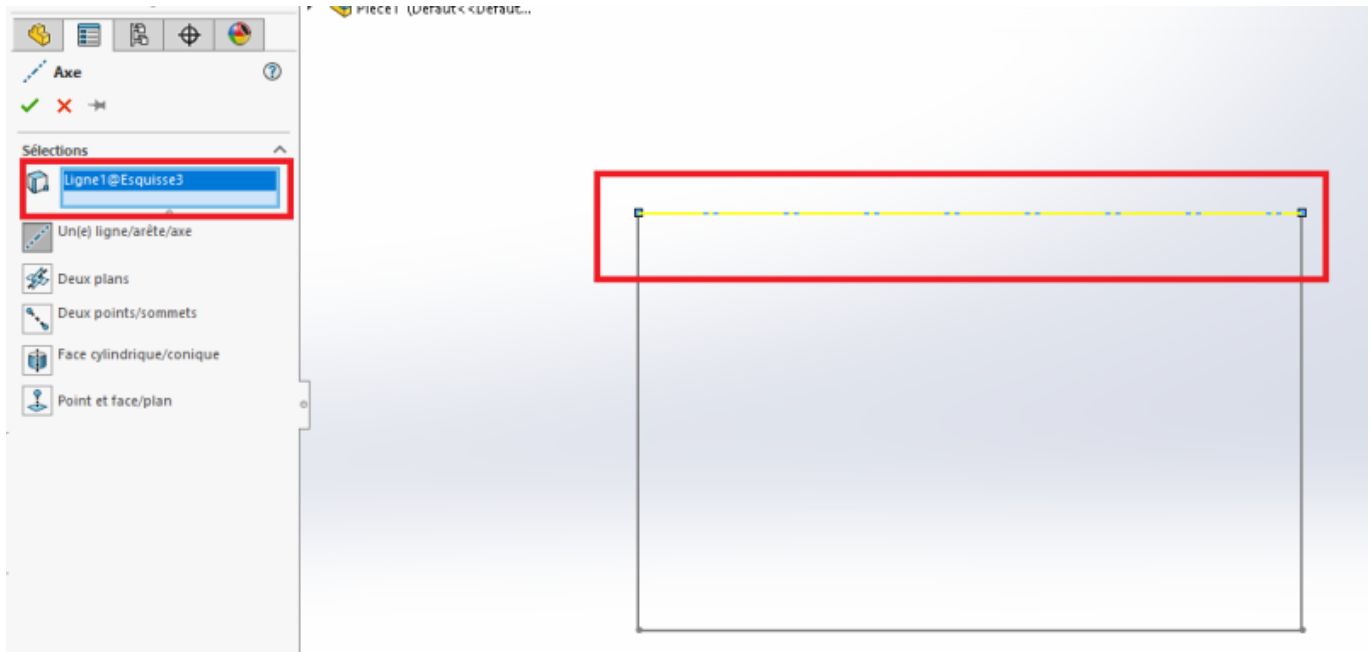 Pièce1 (Défaut<<Défaut...
Axe
Sélections
Ligne1@Esquisse3
Un(e) ligne/arête/axe
Deux plans
Deux points/sommets
Face cylindrique/conique
Point et face/plan